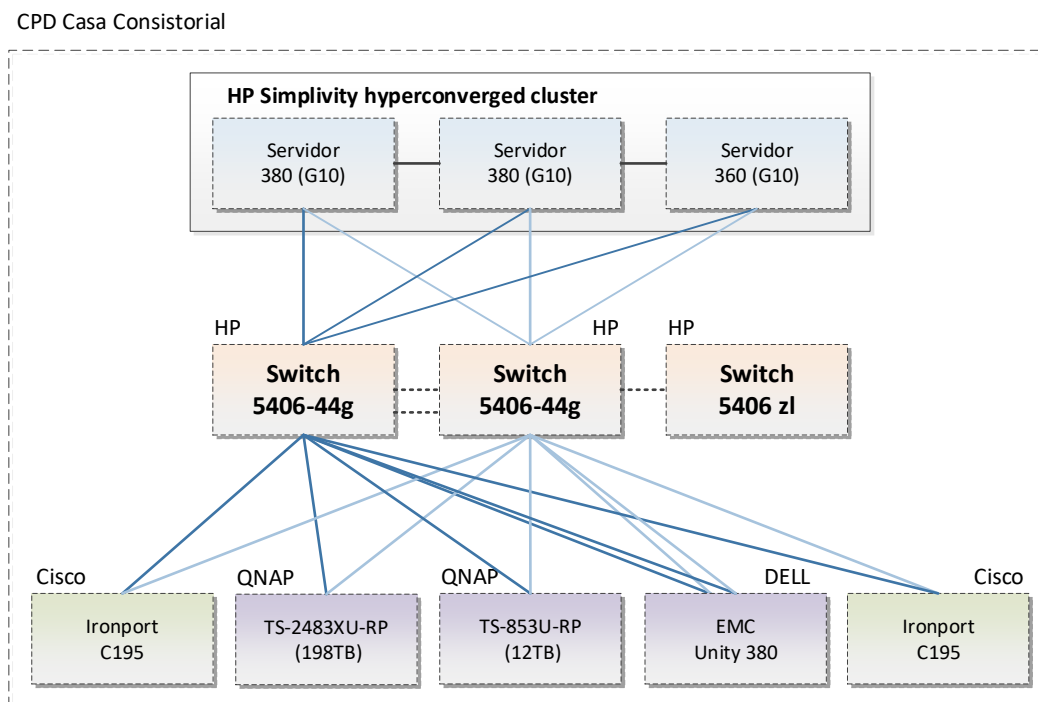 CPD Casa Consistorial
HP Simplivity hyperconverged cluster
Servidor
380 (G10)
Servidor
380 (G10)
Servidor
360 (G10)
HP
HP
HP
Switch
5406-44g
Switch
5406-44g
Switch
5406 zl
Cisco
QNAP
QNAP
DELL
Cisco
Ironport
C195
TS-2483XU-RP
(198TB)
TS-853U-RP
(12TB)
EMC
Unity 380
Ironport
C195